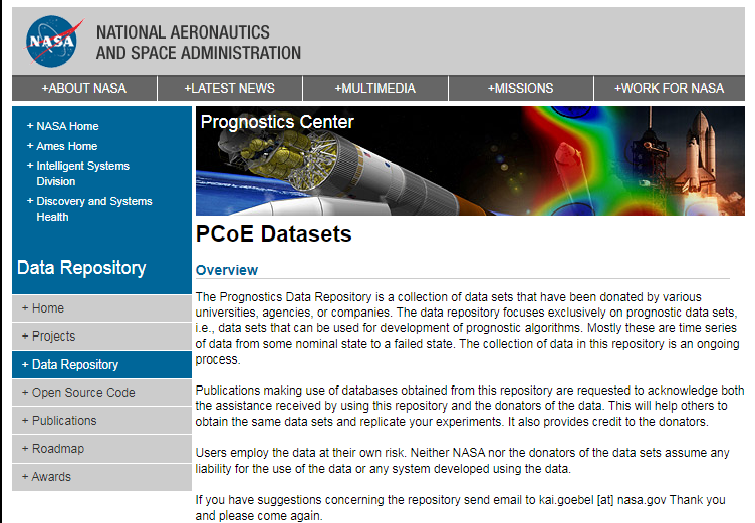 NASA
NATIONAL AERONAUTICS
AND SPACE ADMINISTRATION
+ABOUT NASA
+LATEST NEWS
+MULTIMEDIA
+MISSIONS
+WORK FOR NASA
+ NASA Home
+ Ames Home
+ Intelligent Systems
Division
+ Discovery and Systems
Health
Data Repository
+ Home
+ Projects
+ Data Repository
+ Open Source Code
+ Publications
+ Roadmap
+ Awards
Prognostics Center
PCoE Datasets
Overview
The Prognostics Data Repository is a collection of data sets that have been donated by various
universities, agencies, or companies. The data repository focuses exclusively on prognostic data sets,
i.e., data sets that can be used for development of prognostic algorithms. Mostly these are time series
of data from some nominal state to a failed state. The collection of data in this repository is an ongoing
process.
Publications making use of databases obtained from this repository are requested to acknowledge both
the assistance received by using this repository and the donators of the data. This will help others to
obtain the same data sets and replicate your experiments. It also provides credit to the donators.
Users employ the data at their own risk. Neither NASA nor the donators of the data sets assume any
liability for the use of the data or any system developed using the data.
If you have suggestions concerning the repository send email to kai.goebel [at] nasa.gov Thank you
and please come again.